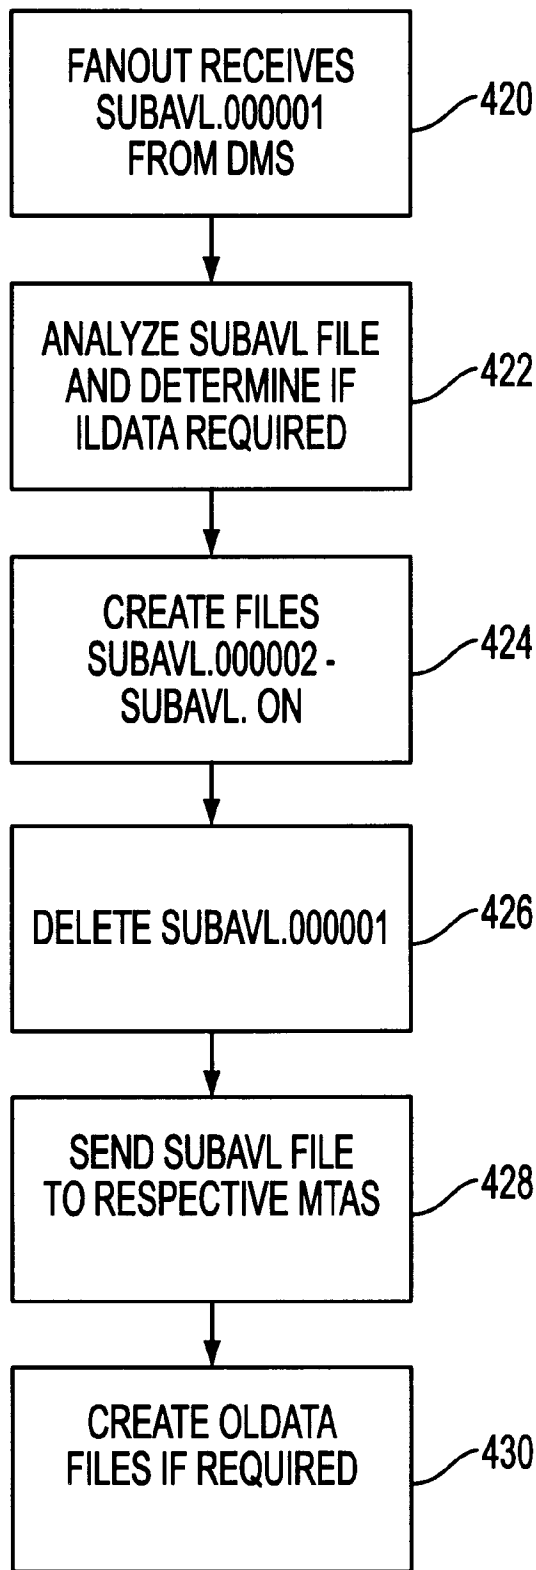 FANOUT RECEIVES
SUBAVL.000001
FROM DMS
420
ANALYZE SUBAVL FILE
AND DETERMINE IF
ILDATA REQUIRED
422
CREATE FILES
SUBAVL.000002 -
SUBAVL. ON
424
DELETE SUBAVL.000001
426
SEND SUBAVL FILE
TO RESPECTIVE MTAS
428
CREATE OLDATA
FILES IF REQUIRED
430